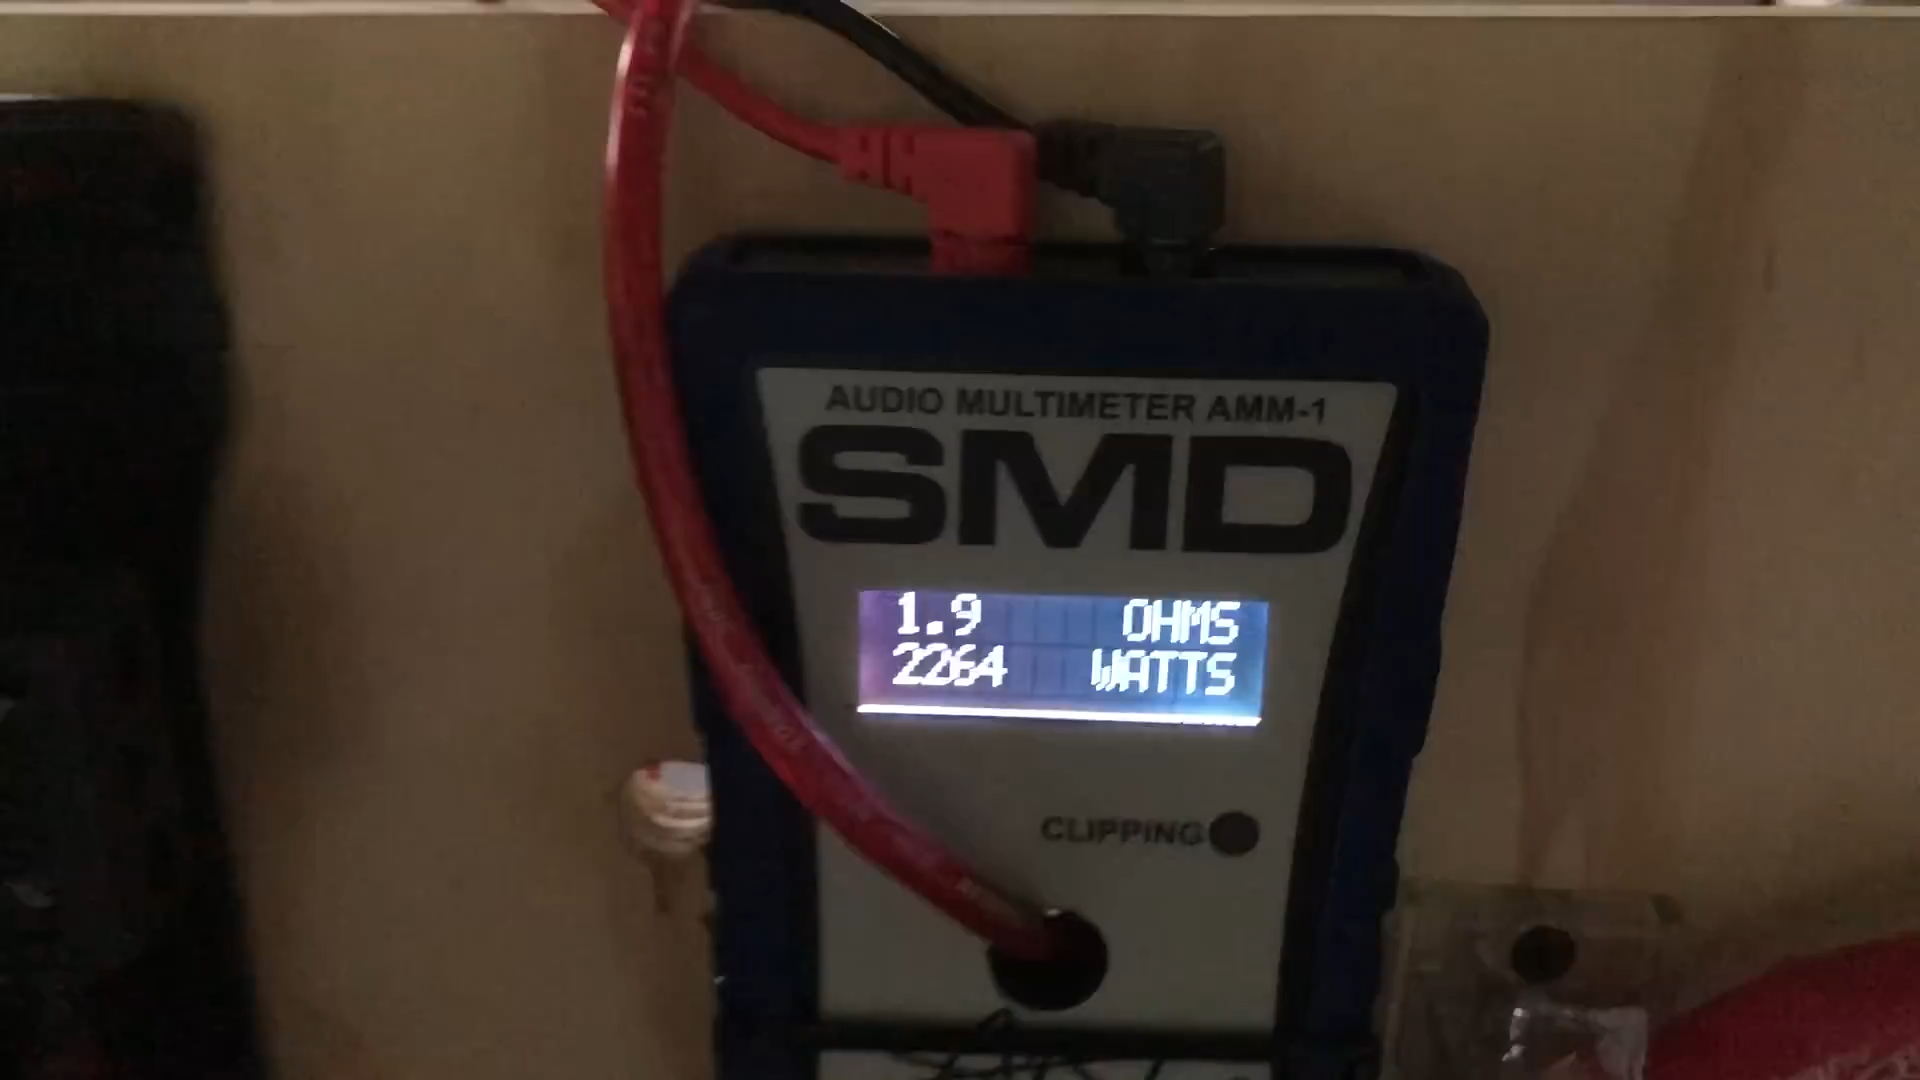 AUDIO MULTIMETER AMM-1
SMD
1.9 OHMS
2264 WATTS
CLIPPING